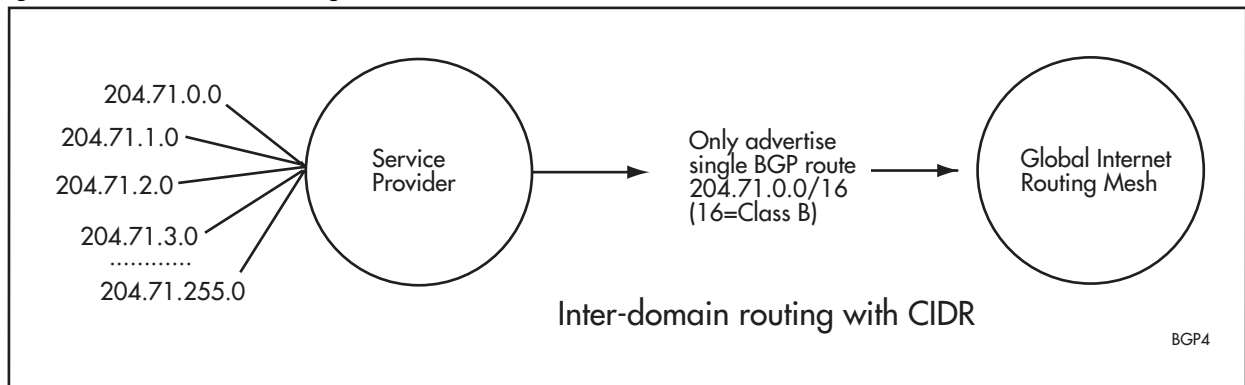 204.71.0.0
204.71.1.0
204.71.2.0
204.71.3.0
............
204.71.255.0
Service
Provider
Only advertise
single BGP route
204.71.0.0/16
(16=Class B)
Global Internet
Routing Mesh
Inter-domain routing with CIDR
BGP4